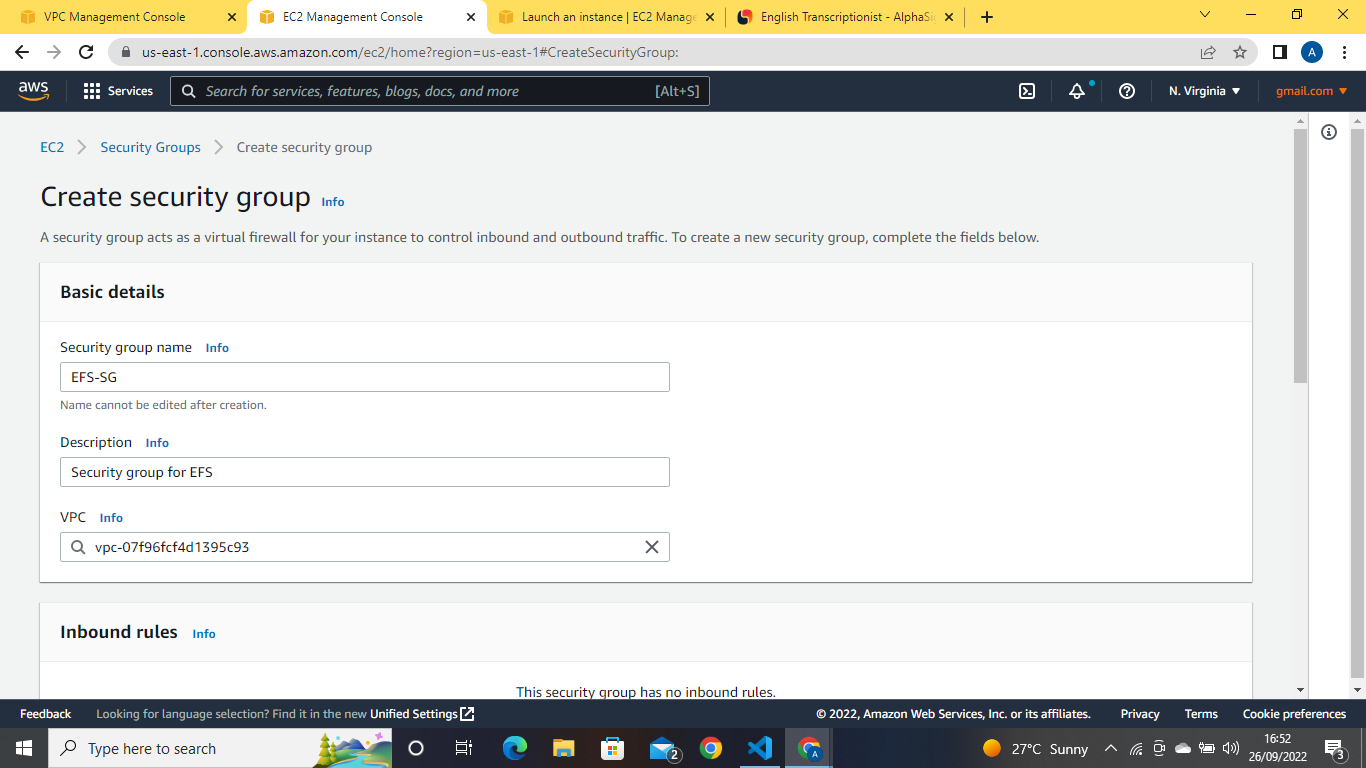 VPC Management Console
EC2 Management Console
Launch an instance | EC2 Manage
English Transcriptionist - AlphaSi
us-east-1.console.aws.amazon.com/ec2/home?region=us-east-1#CreateSecurityGroup:
A
aws
Services
Search for services, features, blogs, docs, and more
[Alt+S]
N. Virginia
gmail.com
EC2
Security Groups
Create security group
Create security group Info
A security group acts as a virtual firewall for your instance to control inbound and outbound traffic. To create a new security group, complete the fields below.
Basic details
Security group name Info
EFS-SG
Name cannot be edited after creation.
Description Info
Security group for EFS
VPC Info
vpc-07f96fcf4d1395c93
Inbound rules Info
This security group has no inbound rules.
Feedback
Looking for language selection? Find it in the new Unified Settings
© 2022, Amazon Web Services, Inc. or its affiliates.
Privacy
Terms
Cookie preferences
Type here to search
2
A
27°C Sunny
16:52
26/09/2022
3